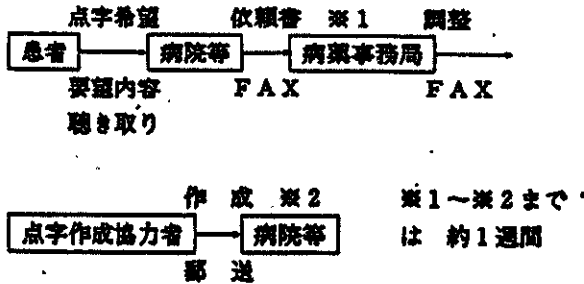 点字希望 依頼書 ※1 調整
患者 病院等 病薬事務局
要望内容 FAX FAX
聴き取り
作成 ※2 ※1～※2まで
点字作成協力者 病院等 は 約1週間
郵送